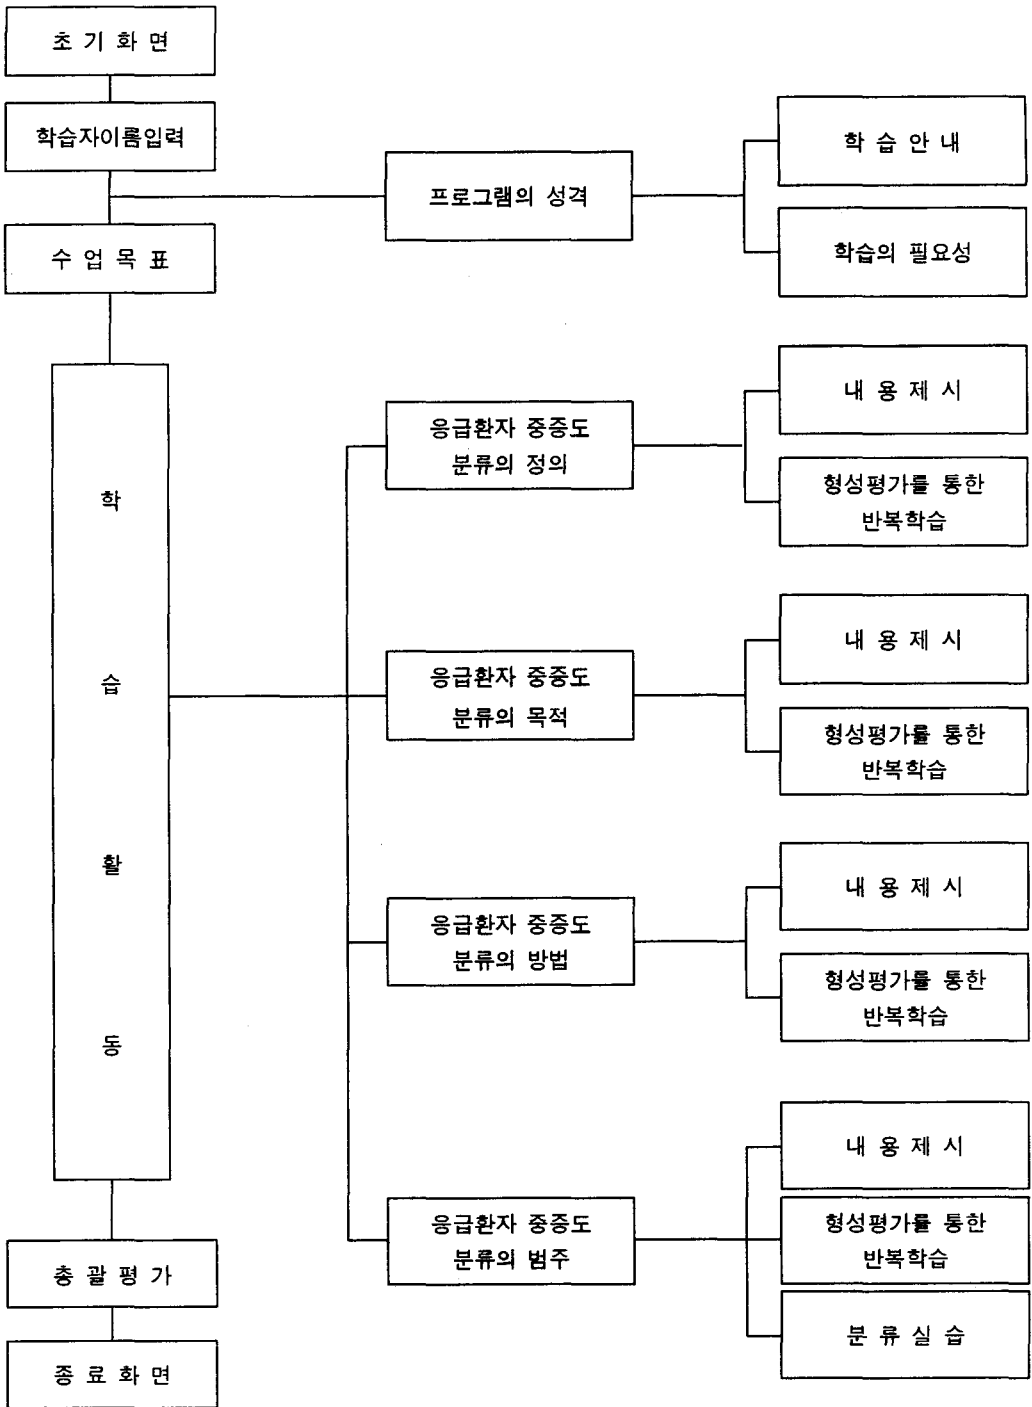 초 기 화 면
학습자이름입력
수 업 목 표
프로그램의 성격
학 습 안 내
학습의 필요성
학
습
활
동
응급환자 중증도
분류의 정의
내 용 제 시
형성평가를 통한
반복학습
응급환자 중증도
분류의 목적
내 용 제 시
형성평가를 통한
반복학습
응급환자 중증도
분류의 방법
내 용 제 시
형성평가를 통한
반복학습
응급환자 중증도
분류의 범주
내 용 제 시
형성평가를 통한
반복학습
분 류 실 습
총 괄 평 가
종 료 화 면